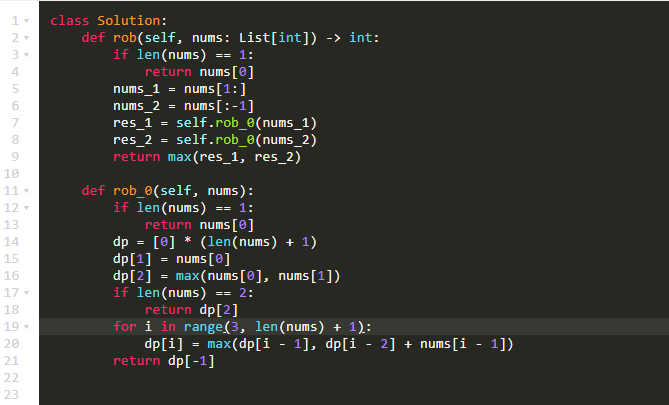 1 class Solution:
2     def rob(self, nums: List[int]) -> int:
3         if len(nums) == 1:
4             return nums[0]
5         nums_1 = nums[1:]
6         nums_2 = nums[:-1]
7         res_1 = self.rob_0(nums_1)
8         res_2 = self.rob_0(nums_2)
9         return max(res_1, res_2)
10
11     def rob_0(self, nums):
12         if len(nums) == 1:
13             return nums[0]
14         dp = [0] * (len(nums) + 1)
15         dp[1] = nums[0]
16         dp[2] = max(nums[0], nums[1])
17         if len(nums) == 2:
18             return dp[2]
19         for i in range(3, len(nums) + 1):
20             dp[i] = max(dp[i - 1], dp[i - 2] + nums[i - 1])
21         return dp[-1]
22
23